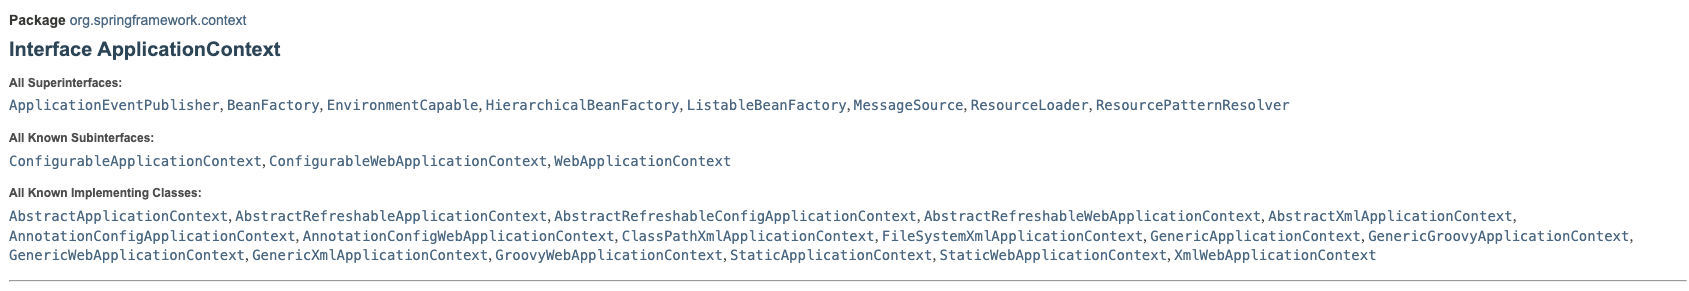 Package org.springframework.context
Interface ApplicationContext
All Superinterfaces:
ApplicationEventPublisher, BeanFactory, EnvironmentCapable, HierarchicalBeanFactory, ListableBeanFactory, MessageSource, ResourceLoader, ResourcePatternResolver
All Known Subinterfaces:
ConfigurableApplicationContext, ConfigurableWebApplicationContext, WebApplicationContext
All Known Implementing Classes:
AbstractApplicationContext, AbstractRefreshableApplicationContext, AbstractRefreshableConfigApplicationContext, AbstractRefreshableWebApplicationContext, AbstractXmlApplicationContext,
AnnotationConfigApplicationContext, AnnotationConfigWebApplicationContext, ClassPathXmlApplicationContext, FileSystemXmlApplicationContext, GenericApplicationContext, GenericGroovyApplicationContext,
GenericWebApplicationContext, GenericXmlApplicationContext, GroovyWebApplicationContext, StaticApplicationContext, StaticWebApplicationContext, XmlWebApplicationContext